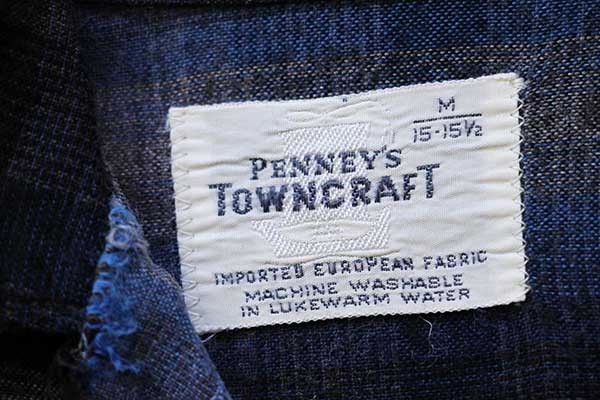 M
15-15½
PENNEY'S
TOWNCRAFT
IMPORTED EUROPEAN FABRIC
MACHINE WASHABLE
IN LUKEWARM WATER